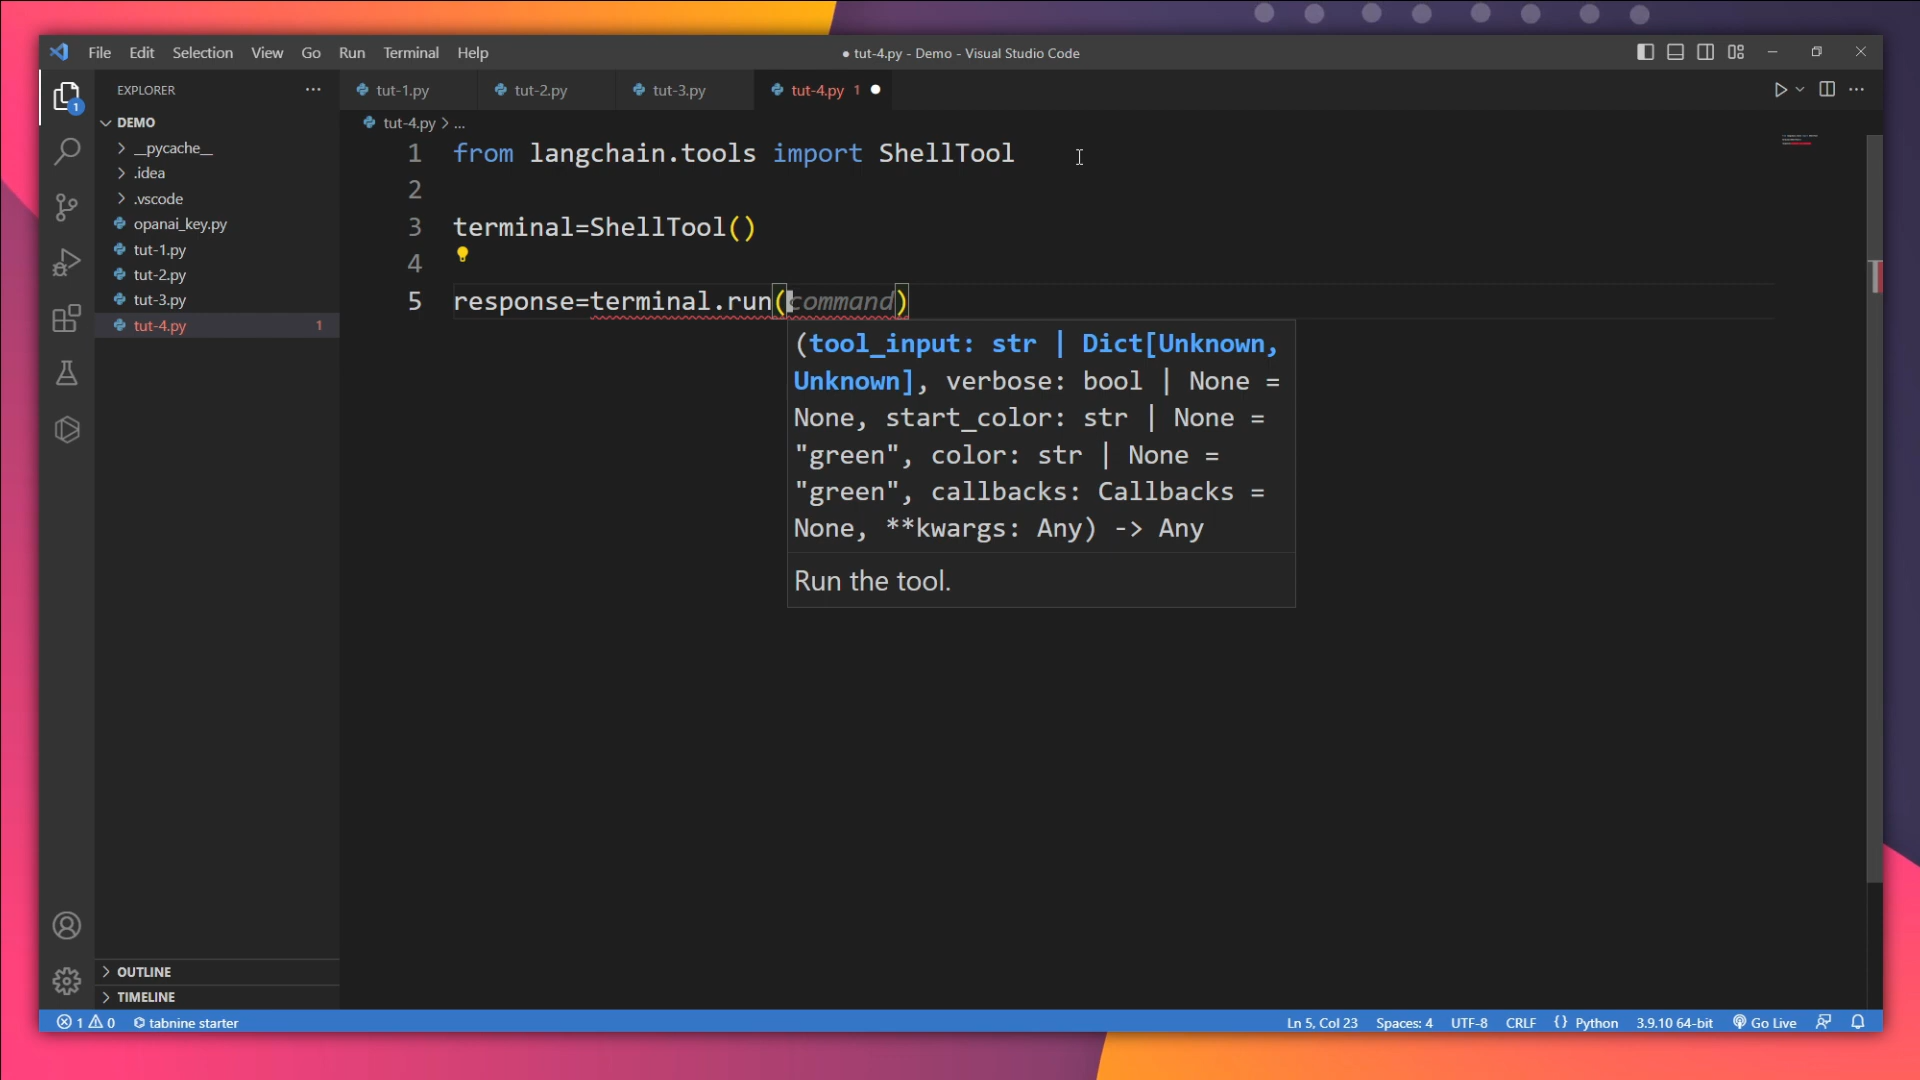 File Edit Selection View Go Run Terminal Help
● tut-4.py - Demo - Visual Studio Code
EXPLORER ...
tut-1.py
tut-2.py
tut-3.py
tut-4.py 1 ●
DEMO
__pycache__
.idea
.vscode
opanai_key.py
tut-1.py
tut-2.py
tut-3.py
tut-4.py 1
1
OUTLINE
TIMELINE
tut-4.py > ...
1 from langchain.tools import ShellTool
2
3 terminal=ShellTool()
4
5 response=terminal.run(command)
(tool_input: str | Dict[Unknown,
Unknown], verbose: bool | None =
None, start_color: str | None =
"green", color: str | None =
"green", callbacks: Callbacks =
None, **kwargs: Any) -> Any
Run the tool.
1 0 tabnine starter
Ln 5, Col 23 Spaces: 4 UTF-8 CRLF {} Python 3.9.10 64-bit Go Live